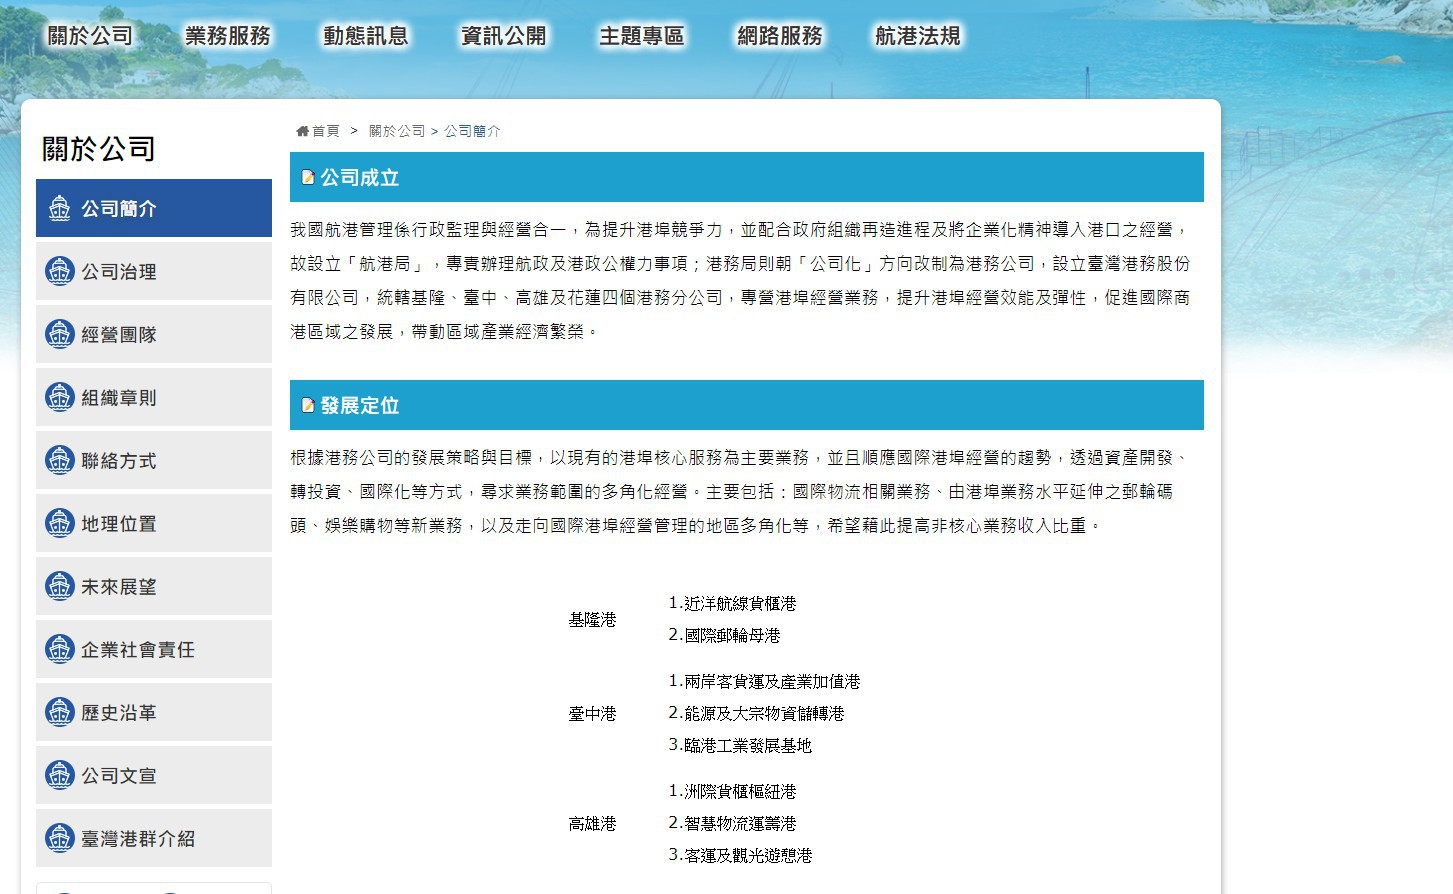 關於公司 業務服務 動態訊息 資訊公開 主題專區 網路服務 航港法規
關於公司
公司簡介
公司治理
經營團隊
組織章則
聯絡方式
地理位置
未來展望
企業社會責任
歷史沿革
公司文宣
臺灣港群介紹
首頁 > 關於公司 > 公司簡介
公司成立
我國航港管理係行政監理與經營合一，為提升港埠競爭力，並配合政府組織再造進程及將企業化精神導入港口之經營，
故設立「航港局」，專責辦理航政及港政公權力事項；港務局則朝「公司化」方向改制為港務公司，設立臺灣港務股份
有限公司，統轄基隆、臺中、高雄及花蓮四個港務分公司，專營港埠經營業務，提升港埠經營效能及彈性，促進國際商
港區域之發展，帶動區域產業經濟繁榮。
發展定位
根據港務公司的發展策略與目標，以現有的港埠核心服務為主要業務，並且順應國際港埠經營的趨勢，透過資產開發、
轉投資、國際化等方式，尋求業務範圍的多角化經營。主要包括：國際物流相關業務、由港埠業務水平延伸之郵輪碼
頭、娛樂購物等新業務，以及走向國際港埠經營管理的地區多角化等，希望藉此提高非核心業務收入比重。
基隆港
1.近洋航線貨櫃港
2.國際郵輪母港
臺中港
1.兩岸客貨運及產業加值港
2.能源及大宗物資儲轉港
3.臨港工業發展基地
高雄港
1.洲際貨櫃樞紐港
2.智慧物流運籌港
3.客運及觀光遊憩港